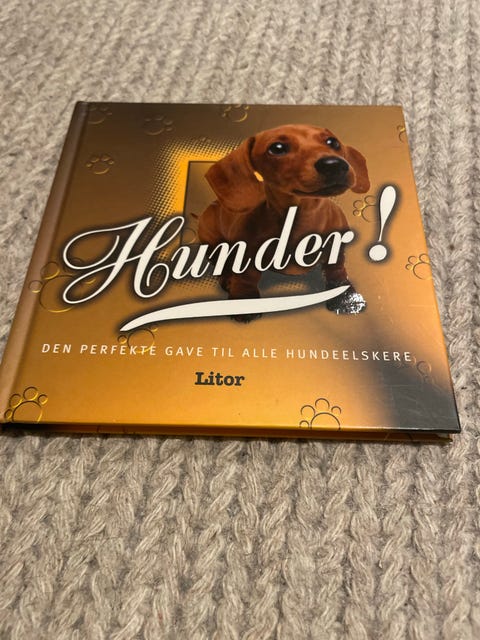 Hunder!
DEN PERFEKTE GAVE TIL ALLE HUNDEELSKERE
Litor